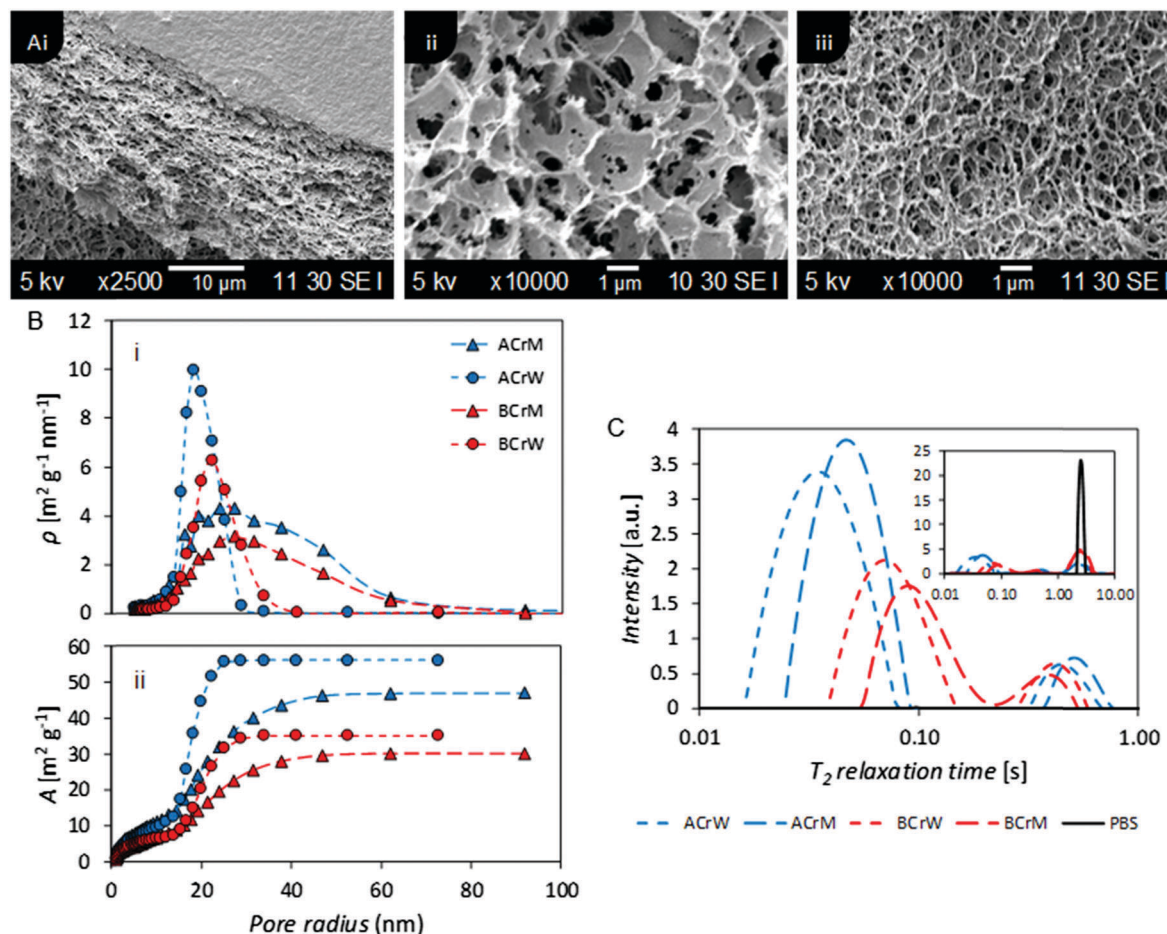 Ai
5 kv x2500 10 µm 11 30 SE I
ii
5 kv x10000 1 µm 10 30 SE I
iii
5 kv x10000 1 µm 11 30 SE I
B
i
12
10
8
6
4
2
0
ρ [m² g⁻¹ nm⁻¹]
ACrM
ACrW
BCrM
BCrW
ii
60
50
40
30
20
10
0
A [m² g⁻¹]
0 20 40 60 80 100
Pore radius (nm)
C
4
3.5
3
2.5
2
1.5
1
0.5
0
Intensity [a.u.]
25
20
15
10
5
0
0.01 0.10 1.00 10.00
0.01 0.10 1.00
T₂ relaxation time [s]
ACrW ACrM BCrW BCrM PBS